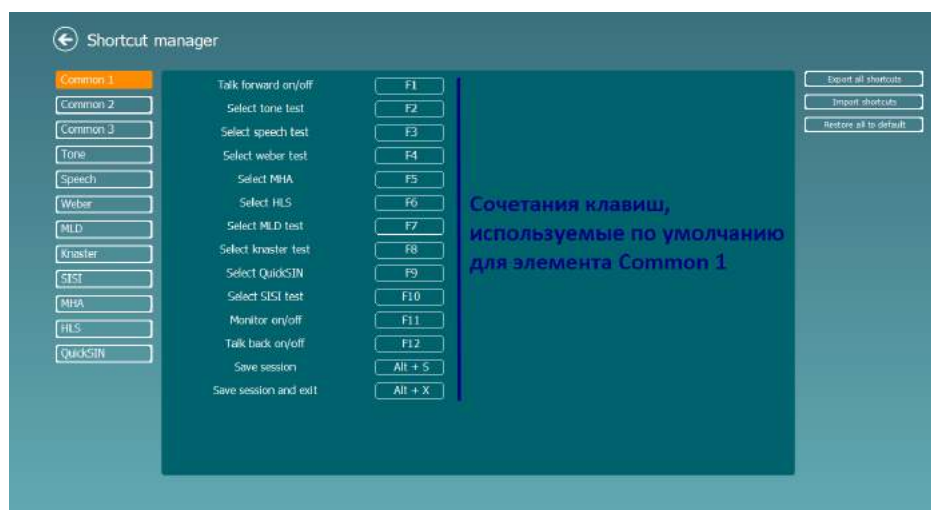 Shortcut manager
Common 1
Common 2
Common 3
Tone
Speech
Weber
MLD
Knaster
SISI
MHA
HLS
QuickSIN
Talk forward on/off F1
Select tone test F2
Select speech test F3
Select weber test F4
Select MHA F5
Select HLS F6
Select MLD test F7
Select knaster test F8
Select QuickSIN F9
Select SISI test F10
Monitor on/off F11
Talk back on/off F12
Save session Alt + S
Save session and exit Alt + X
Сочетания клавиш,
используемые по умолчанию
для элемента Common 1
Export all shortcuts
Import shortcuts
Restore all to default